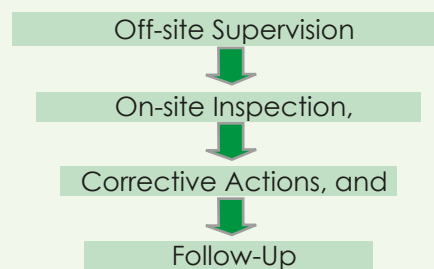 Off-site Supervision
On-site Inspection,
Corrective Actions, and
Follow-Up